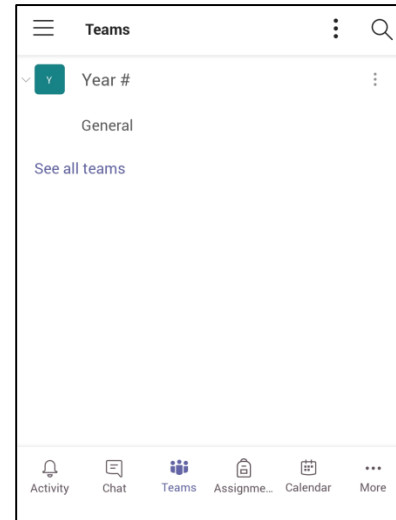 Teams
Y Year #
General
See all teams
Activity Chat Teams Assignme... Calendar More